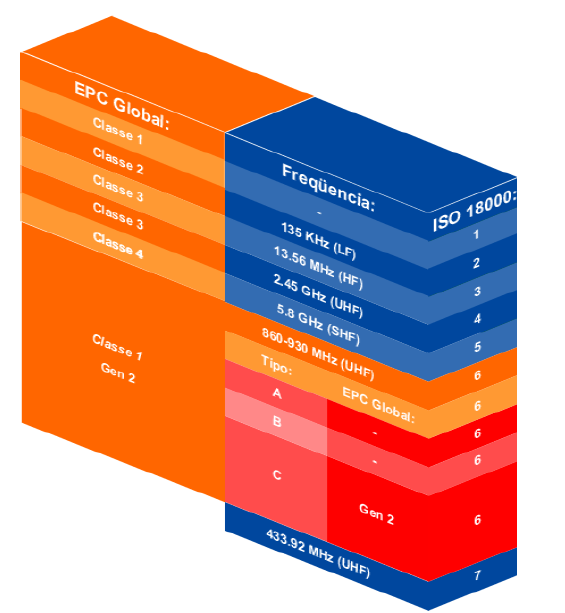 EPC Global:
Classe 1
Classe 2
Classe 3
Classe 3
Classe 4
Classe 1
Gen 2
Freqüencia:
-
135 KHz (LF)
13.56 MHz (HF)
2.45 GHz (UHF)
5.8 GHz (SHF)
860-930 MHz (UHF)
Tipo:
EPC Global:
A
-
B
-
C
Gen 2
433.92 MHz (UHF)
ISO 18000:
1
2
3
4
5
6
6
6
6
6
7